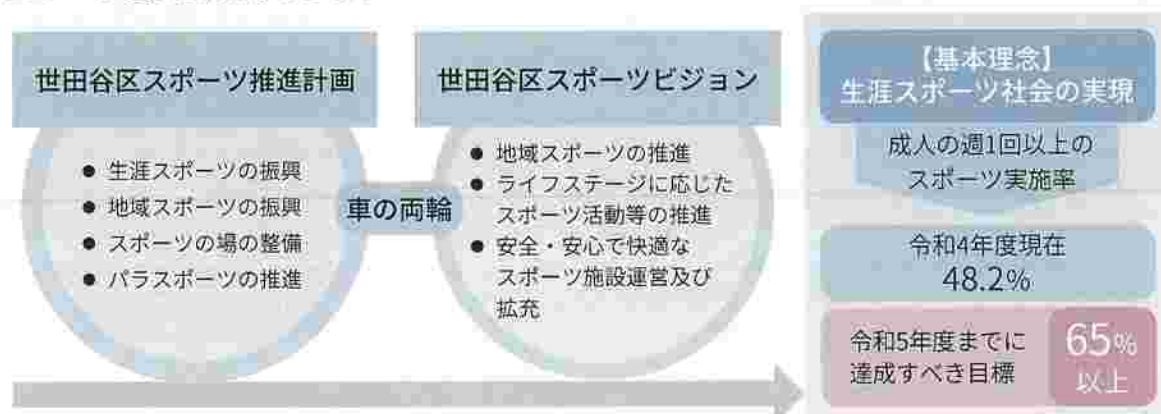 世田谷区スポーツ推進計画
● 生涯スポーツの振興
● 地域スポーツの振興
● スポーツの場の整備
● パラスポーツの推進
車の両輪
世田谷区スポーツビジョン
● 地域スポーツの推進
● ライフステージに応じた
スポーツ活動等の推進
● 安全・安心で快適な
スポーツ施設運営及び
拡充
【基本理念】
生涯スポーツ社会の実現
成人の週1回以上の
スポーツ実施率
令和4年度現在
48.2%
令和5年度までに
達成すべき目標
65%
以上